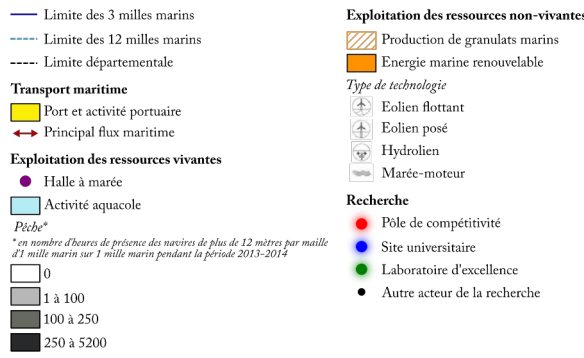 Limite des 3 milles marins
Limite des 12 milles marins
Limite départementale
Transport maritime
Port et activité portuaire
Principal flux maritime
Exploitation des ressources vivantes
Halle à marée
Activité aquacole
Pêche*
* en nombre d'heures de présence des navires de plus de 12 mètres par maille
d'1 mille marin sur 1 mille marin pendant la période 2013-2014
0
1 à 100
100 à 250
250 à 5200
Exploitation des ressources non-vivantes
Production de granulats marins
Energie marine renouvelable
Type de technologie
Eolien flottant
Eolien posé
Hydrolien
Marée-moteur
Recherche
Pôle de compétitivité
Site universitaire
Laboratoire d'excellence
Autre acteur de la recherche